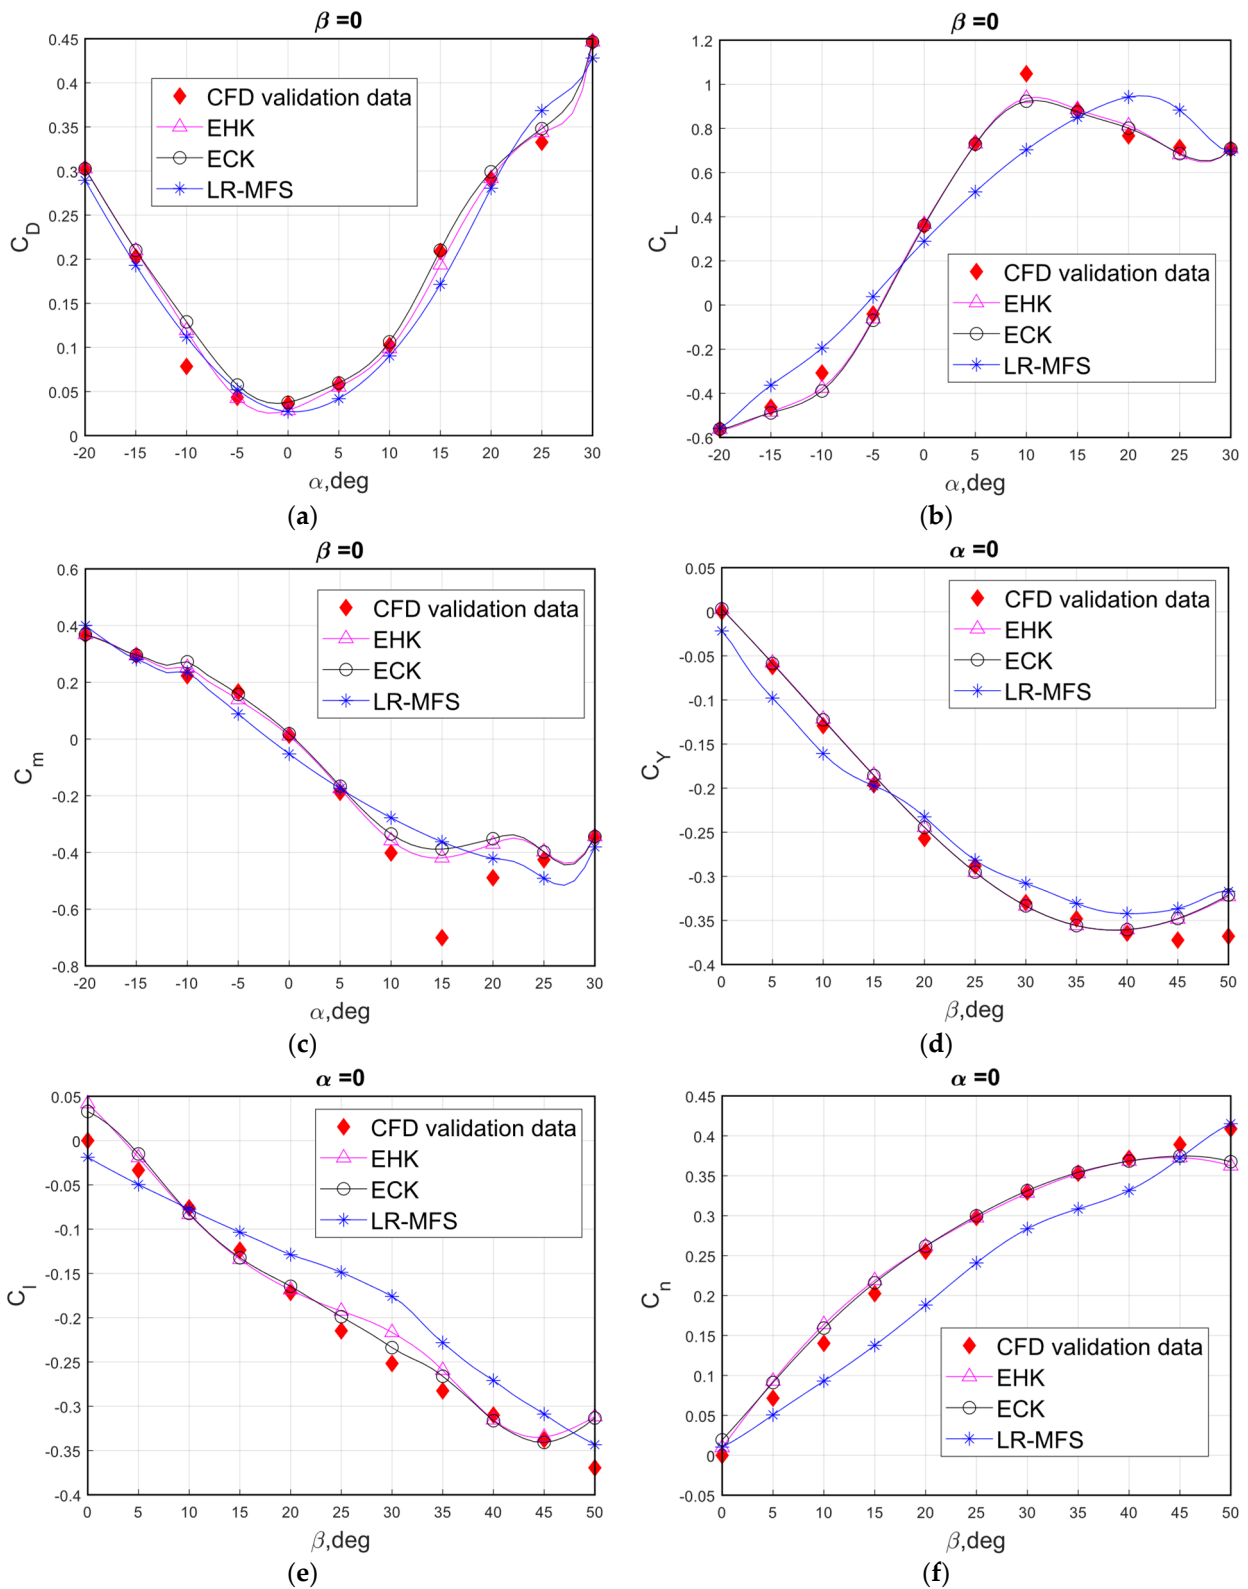 β =0
0.45
0.4
0.35
0.3
0.25
0.2
0.15
0.1
0.05
0
C_D
CFD validation data
EHK
ECK
LR-MFS
-20 -15 -10 -5 0 5 10 15 20 25 30
α,deg
(a)
β =0
1.2
1
0.8
0.6
0.4
0.2
0
-0.2
-0.4
-0.6
C_L
CFD validation data
EHK
ECK
LR-MFS
-20 -15 -10 -5 0 5 10 15 20 25 30
α,deg
(b)
β =0
0.6
0.4
0.2
0
-0.2
-0.4
-0.6
-0.8
C_m
CFD validation data
EHK
ECK
LR-MFS
-20 -15 -10 -5 0 5 10 15 20 25 30
α,deg
(c)
α =0
0.05
0
-0.05
-0.1
-0.15
-0.2
-0.25
-0.3
-0.35
-0.4
C_Y
CFD validation data
EHK
ECK
LR-MFS
0 5 10 15 20 25 30 35 40 45 50
β,deg
(d)
α =0
0.05
0
-0.05
-0.1
-0.15
-0.2
-0.25
-0.3
-0.35
-0.4
C_l
CFD validation data
EHK
ECK
LR-MFS
0 5 10 15 20 25 30 35 40 45 50
β,deg
(e)
α =0
0.45
0.4
0.35
0.3
0.25
0.2
0.15
0.1
0.05
0
-0.05
C_n
CFD validation data
EHK
ECK
LR-MFS
0 5 10 15 20 25 30 35 40 45 50
β,deg
(f)